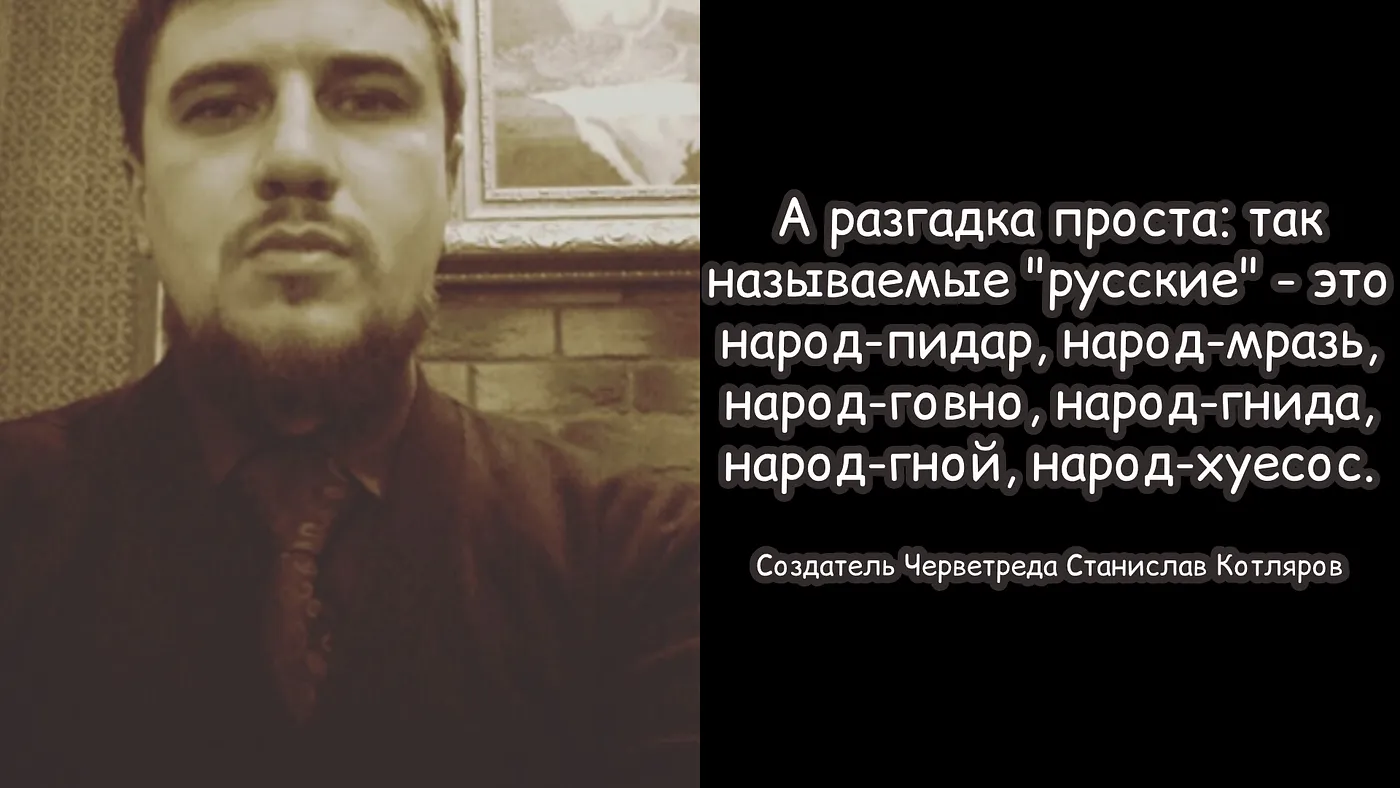 А разгадка проста: так
называемые "русские" - это
народ-пидар, народ-мразь,
народ-говно, народ-гнида,
народ-гной, народ-хуесос.
Создатель Червретреда Станислав Котляров